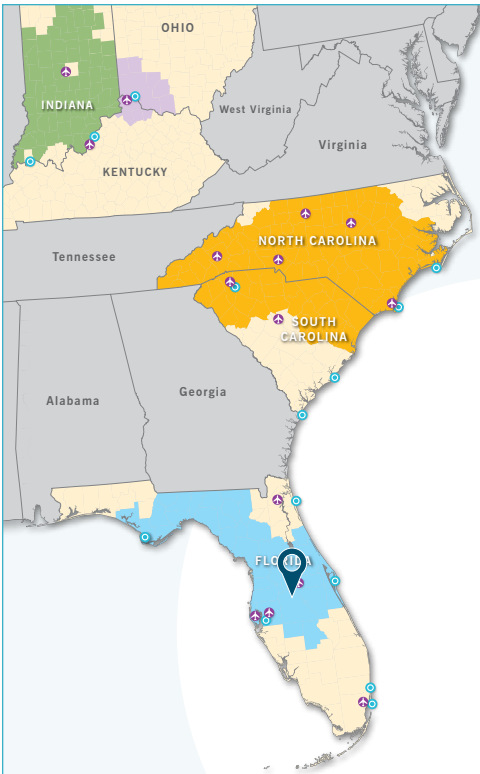 OHIO
INDIANA
West Virginia
Virginia
KENTUCKY
NORTH CAROLINA
Tennessee
SOUTH
CAROLINA
Georgia
Alabama
FLORIDA